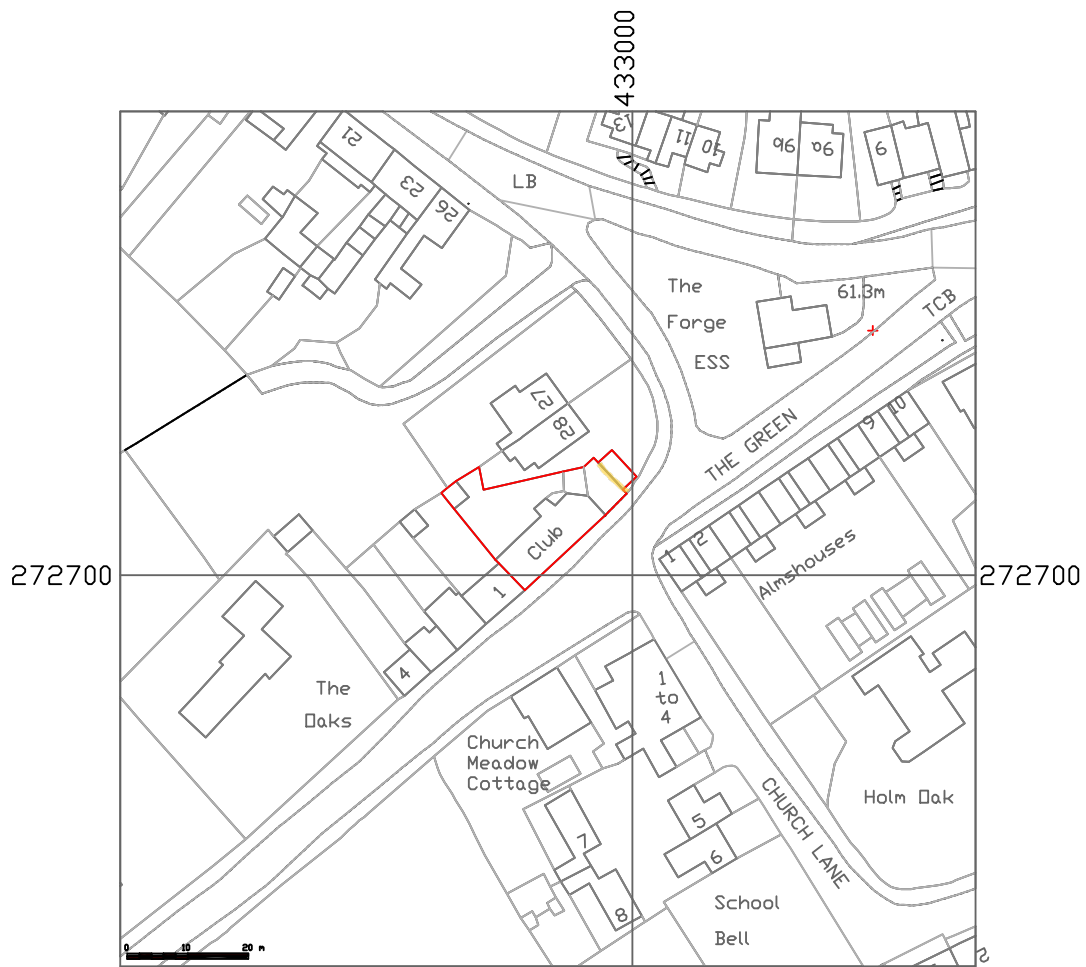 433000
21
23
26
LB
13
11
10
9b
9a
9
The
Forge
ESS
61.3m
TCB
27
28
THE GREEN
9
10
Club
1
2
Almshouses
272700
272700
1
4
The
Oaks
1
to
4
Church
Meadow
Cottage
CHURCH LANE
Holm Oak
5
6
7
8
School
Bell
0 10 20 m